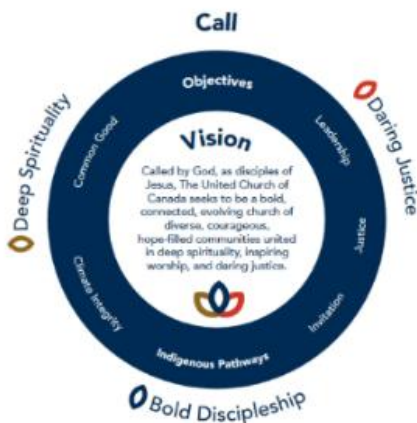 Call
Deep Spirituality
Daring Justice
Bold Discipleship
Objectives
Common Good
Leadership
Justice
Invitation
Indigenous Pathways
Climate Integrity
Vision
Called by God, as disciples of
Jesus, The United Church of
Canada seeks to be a bold,
connected, evolving church of
diverse, courageous,
hope-filled communities united
in deep spirituality, inspiring
worship, and daring justice.